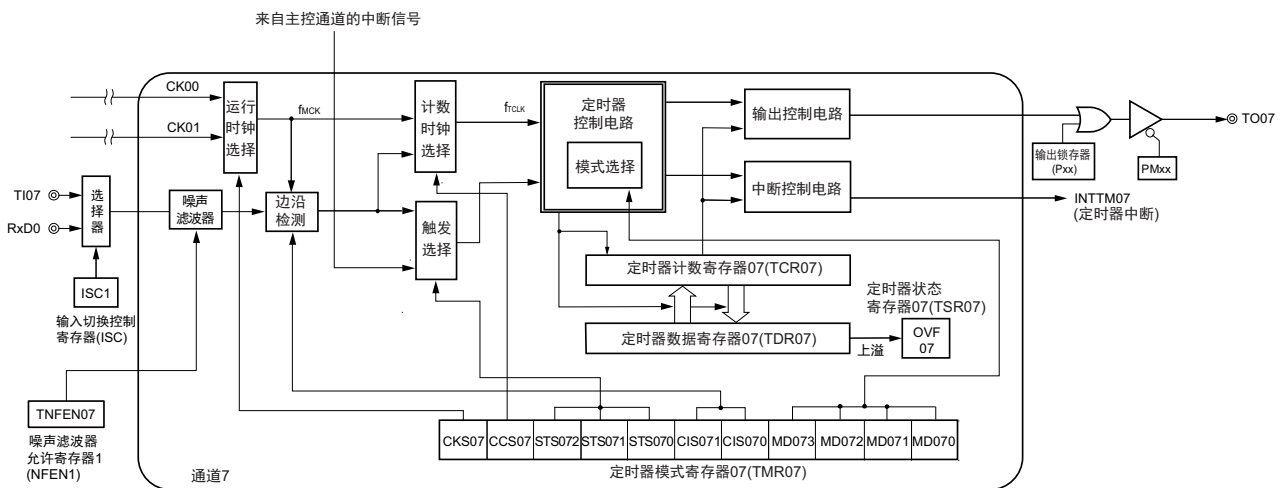 来自主控通道的中断信号
CK00
CK01
运行
时钟
选择
fMCK
计数
时钟
选择
fTCLK
定时器
控制电路
模式选择
输出控制电路
中断控制电路
输出锁存器
(Pxx)
PMxx
TO07
INTTM07
(定时器中断)
TI07
RxD0
选
择
器
噪声
滤波器
边沿
检测
触发
选择
ISC1
输入切换控制
寄存器(ISC)
定时器计数寄存器07(TCR07)
定时器数据寄存器07(TDR07)
定时器状态
寄存器07(TSR07)
上溢
OVF
07
TNFEN07
噪声滤波器
允许寄存器1
(NFEN1)
通道7
CKS07 CCS07 STS072 STS071 STS070 CIS071 CIS070 MD073 MD072 MD071 MD070
定时器模式寄存器07(TMR07)